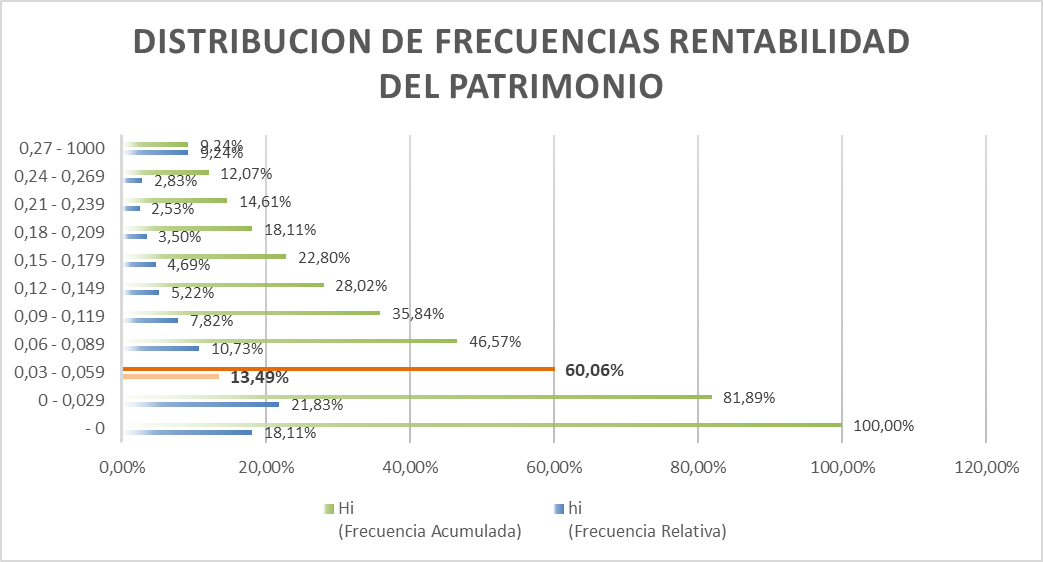 DISTRIBUCION DE FRECUENCIAS RENTABILIDAD
DEL PATRIMONIO
0,27 - 1000
9,24%
9,24%
0,24 - 0,269
12,07%
2,83%
0,21 - 0,239
14,61%
2,53%
0,18 - 0,209
18,11%
3,50%
0,15 - 0,179
22,80%
4,69%
0,12 - 0,149
28,02%
5,22%
0,09 - 0,119
35,84%
7,82%
0,06 - 0,089
46,57%
10,73%
0,03 - 0,059
60,06%
13,49%
0 - 0,029
81,89%
21,83%
- 0
100,00%
18,11%
0,00% 20,00% 40,00% 60,00% 80,00% 100,00% 120,00%
Hi
(Frecuencia Acumulada)
hi
(Frecuencia Relativa)